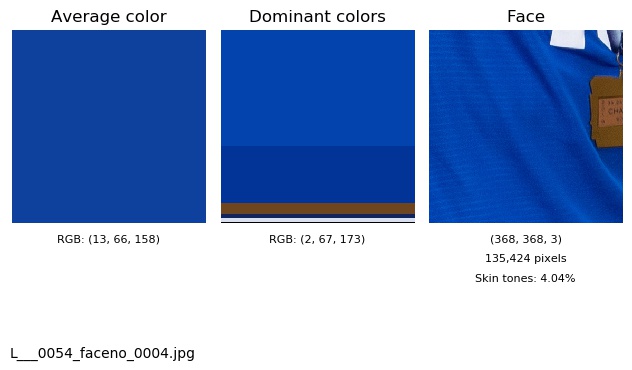 Average color
Dominant colors
Face
CHA
RGB: (13, 66, 158)
RGB: (2, 67, 173)
(368, 368, 3)
135,424 pixels
Skin tones: 4.04%
L___0054_faceno_0004.jpg